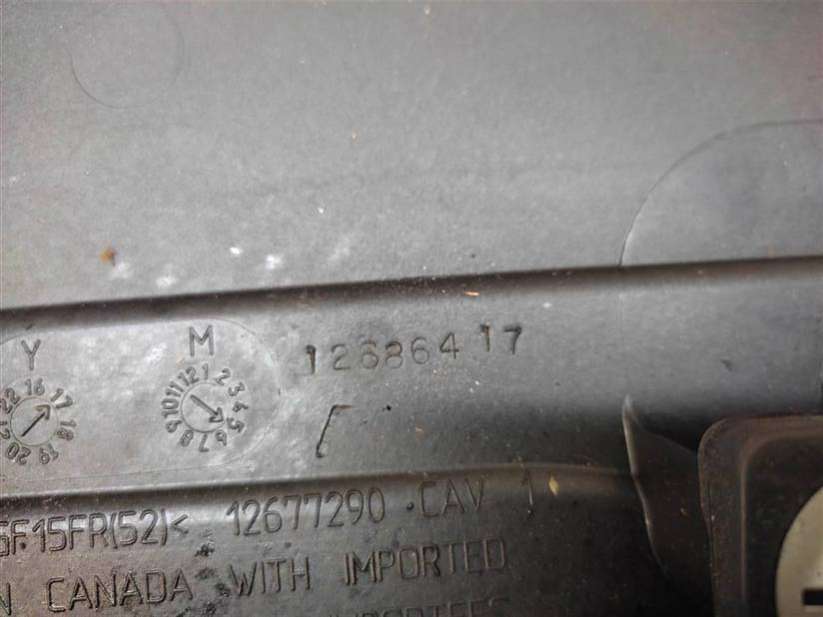 Y M
12686417
16 17 18 19 20 22
1 2 3 4 5 6 7 8 9 10 11 12
GF15FR(52)< 12677290 CAV 1
CANADA WITH IMPORTED